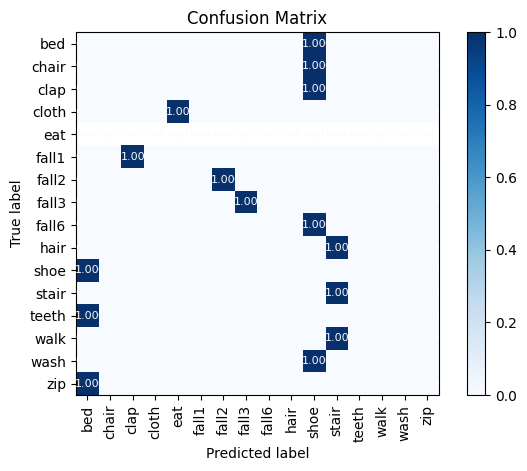 Confusion Matrix
True label
bed 1.00
chair 1.00
clap 1.00
cloth 1.00
eat
fall1 1.00
fall2 1.00
fall3 1.00
fall6 1.00
hair 1.00
shoe 1.00
stair 1.00
teeth 1.00
walk 1.00
wash 1.00
zip 1.00
bed chair clap cloth eat fall1 fall2 fall3 fall6 hair shoe stair teeth walk wash zip
Predicted label
1.0
0.8
0.6
0.4
0.2
0.0